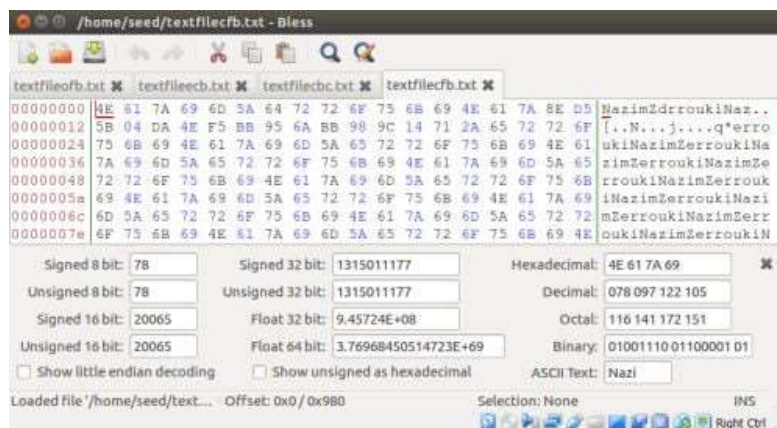 /home/seed/textfilecfb.txt - Bless
textfileofb.txt ✖ textfileecb.txt ✖ textfilecbc.txt ✖ textfilecfb.txt ✖
00000000 4E 61 7A 69 6D 5A 64 72 72 6F 75 6B 69 4E 61 7A 8E D5 NazimZdrroukiNaz..
00000012 5B 04 DA 4E F5 BB 95 6A BB 98 9C 14 71 2A 65 72 72 6F [..N...j....q*erro
00000024 75 6B 69 4E 61 7A 69 6D 5A 65 72 72 6F 75 6B 69 4E 61 ukiNazimZerroukiNa
00000036 7A 69 6D 5A 65 72 72 6F 75 6B 69 4E 61 7A 69 6D 5A 65 zimZerroukiNazimZe
00000048 72 72 6F 75 6B 69 4E 61 7A 69 6D 5A 65 72 72 6F 75 6B rroukiNazimZerrouk
0000005a 69 4E 61 7A 69 6D 5A 65 72 72 6F 75 6B 69 4E 61 7A 69 iNazimZerroukiNazi
0000006c 6D 5A 65 72 72 6F 75 6B 69 4E 61 7A 69 6D 5A 65 72 72 mZerroukiNazimZerr
0000007e 6F 75 6B 69 4E 61 7A 69 6D 5A 65 72 72 6F 75 6B 69 4E oukiNazimZerroukiN
Signed 8 bit: 78 Signed 32 bit: 1315011177 Hexadecimal: 4E 61 7A 69 ✖
Unsigned 8 bit: 78 Unsigned 32 bit: 1315011177 Decimal: 078 097 122 105
Signed 16 bit: 20065 Float 32 bit: 9.45724E+08 Octal: 116 141 172 151
Unsigned 16 bit: 20065 Float 64 bit: 3.76968450514723E+69 Binary: 01001110 01100001 01
Show little endian decoding Show unsigned as hexadecimal ASCII Text: Nazi
Loaded file '/home/seed/text... Offset: 0x0 / 0x980 Selection: None INS
Right Ctrl